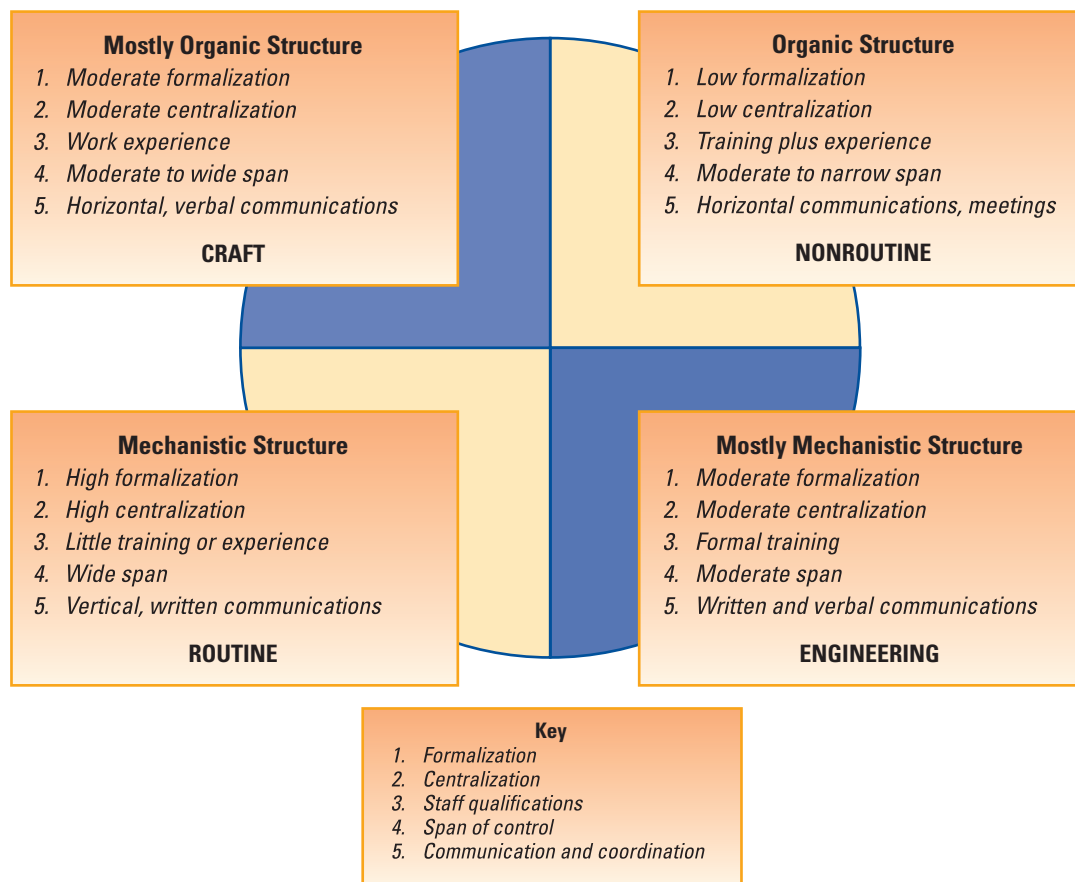 Mostly Organic Structure
1. Moderate formalization
2. Moderate centralization
3. Work experience
4. Moderate to wide span
5. Horizontal, verbal communications
CRAFT
Organic Structure
1. Low formalization
2. Low centralization
3. Training plus experience
4. Moderate to narrow span
5. Horizontal communications, meetings
NONROUTINE
Mechanistic Structure
1. High formalization
2. High centralization
3. Little training or experience
4. Wide span
5. Vertical, written communications
ROUTINE
Mostly Mechanistic Structure
1. Moderate formalization
2. Moderate centralization
3. Formal training
4. Moderate span
5. Written and verbal communications
ENGINEERING
Key
1. Formalization
2. Centralization
3. Staff qualifications
4. Span of control
5. Communication and coordination